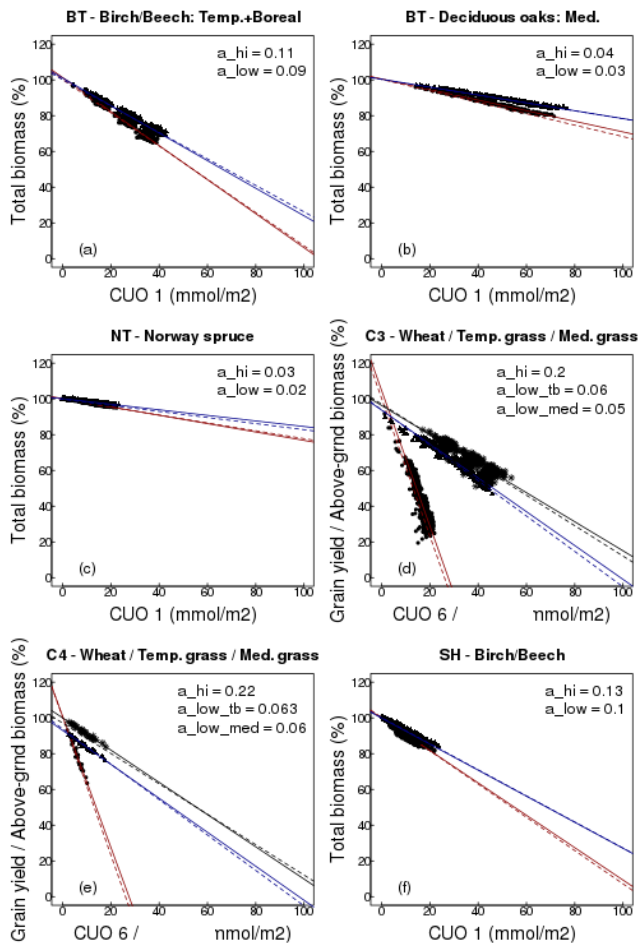 BT - Birch/Beech: Temp.+Boreal
a_hi = 0.11
a_low = 0.09
Total biomass (%)
0 20 40 60 80 100 120
(a)
0 20 40 60 80 100
CUO 1 (mmol/m2)
BT - Deciduous oaks: Med.
a_hi = 0.04
a_low = 0.03
Total biomass (%)
0 20 40 60 80 100 120
(b)
0 20 40 60 80 100
CUO 1 (mmol/m2)
NT - Norway spruce
a_hi = 0.03
a_low = 0.02
Total biomass (%)
0 20 40 60 80 100 120
(c)
0 20 40 60 80 100
CUO 1 (mmol/m2)
C3 - Wheat / Temp. grass / Med. grass
a_hi = 0.2
a_low_tb = 0.06
a_low_med = 0.05
Grain yield / Above-grnd biomass (%)
0 20 40 60 80 100 120
(d)
0 20 40 60 80 100
CUO 6 / nmol/m2)
C4 - Wheat / Temp. grass / Med. grass
a_hi = 0.22
a_low_tb = 0.063
a_low_med = 0.06
Grain yield / Above-grnd biomass (%)
0 20 40 60 80 100 120
(e)
0 20 40 60 80 100
CUO 6 / nmol/m2)
SH - Birch/Beech
a_hi = 0.13
a_low = 0.1
Total biomass (%)
0 20 40 60 80 100 120
(f)
0 20 40 60 80 100
CUO 1 (mmol/m2)